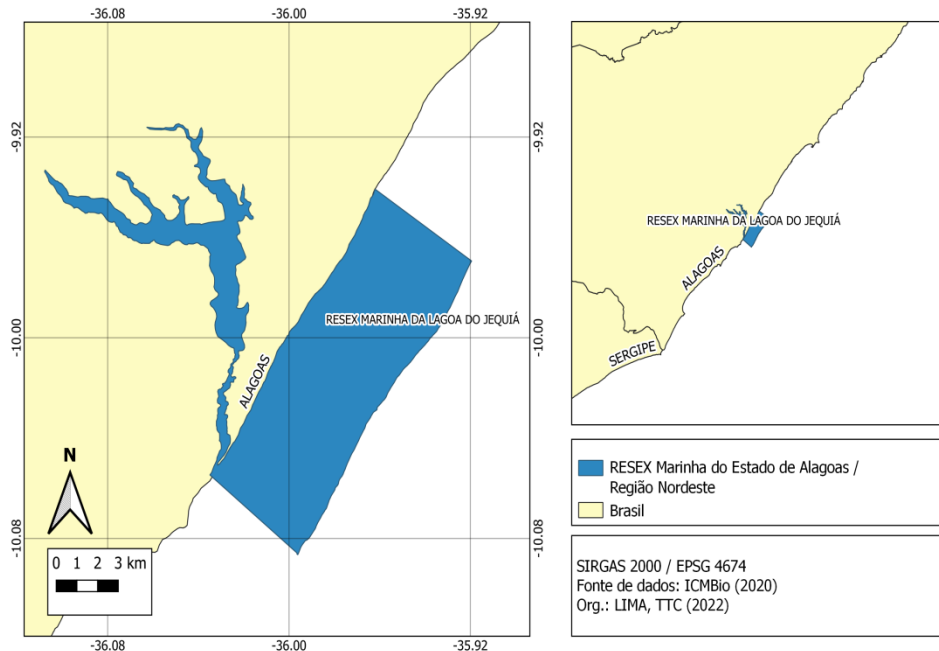 -36.08
-36.00
-35.92
-9.92
-9.92
RESEX MARINHA DA LAGOA DO JEQUIÁ
-10.00
-10.00
ALAGOAS
N
-10.08
-10.08
0 1 2 3 km
-36.08
-36.00
-35.92
RESEX MARINHA DA LAGOA DO JEQUIÁ
ALAGOAS
SERGIPE
RESEX Marinha do Estado de Alagoas /
Região Nordeste
Brasil
SIRGAS 2000 / EPSG 4674
Fonte de dados: ICMBio (2020)
Org.: LIMA, TTC (2022)